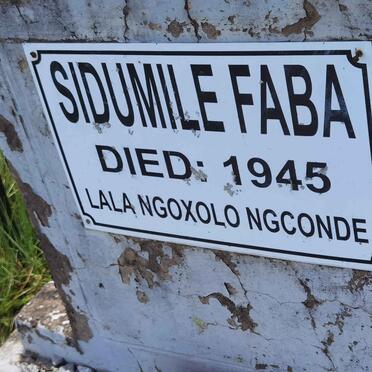 SIDUMILE FABA
DIED: 1945
LALA NGOXOLO NGCONDE